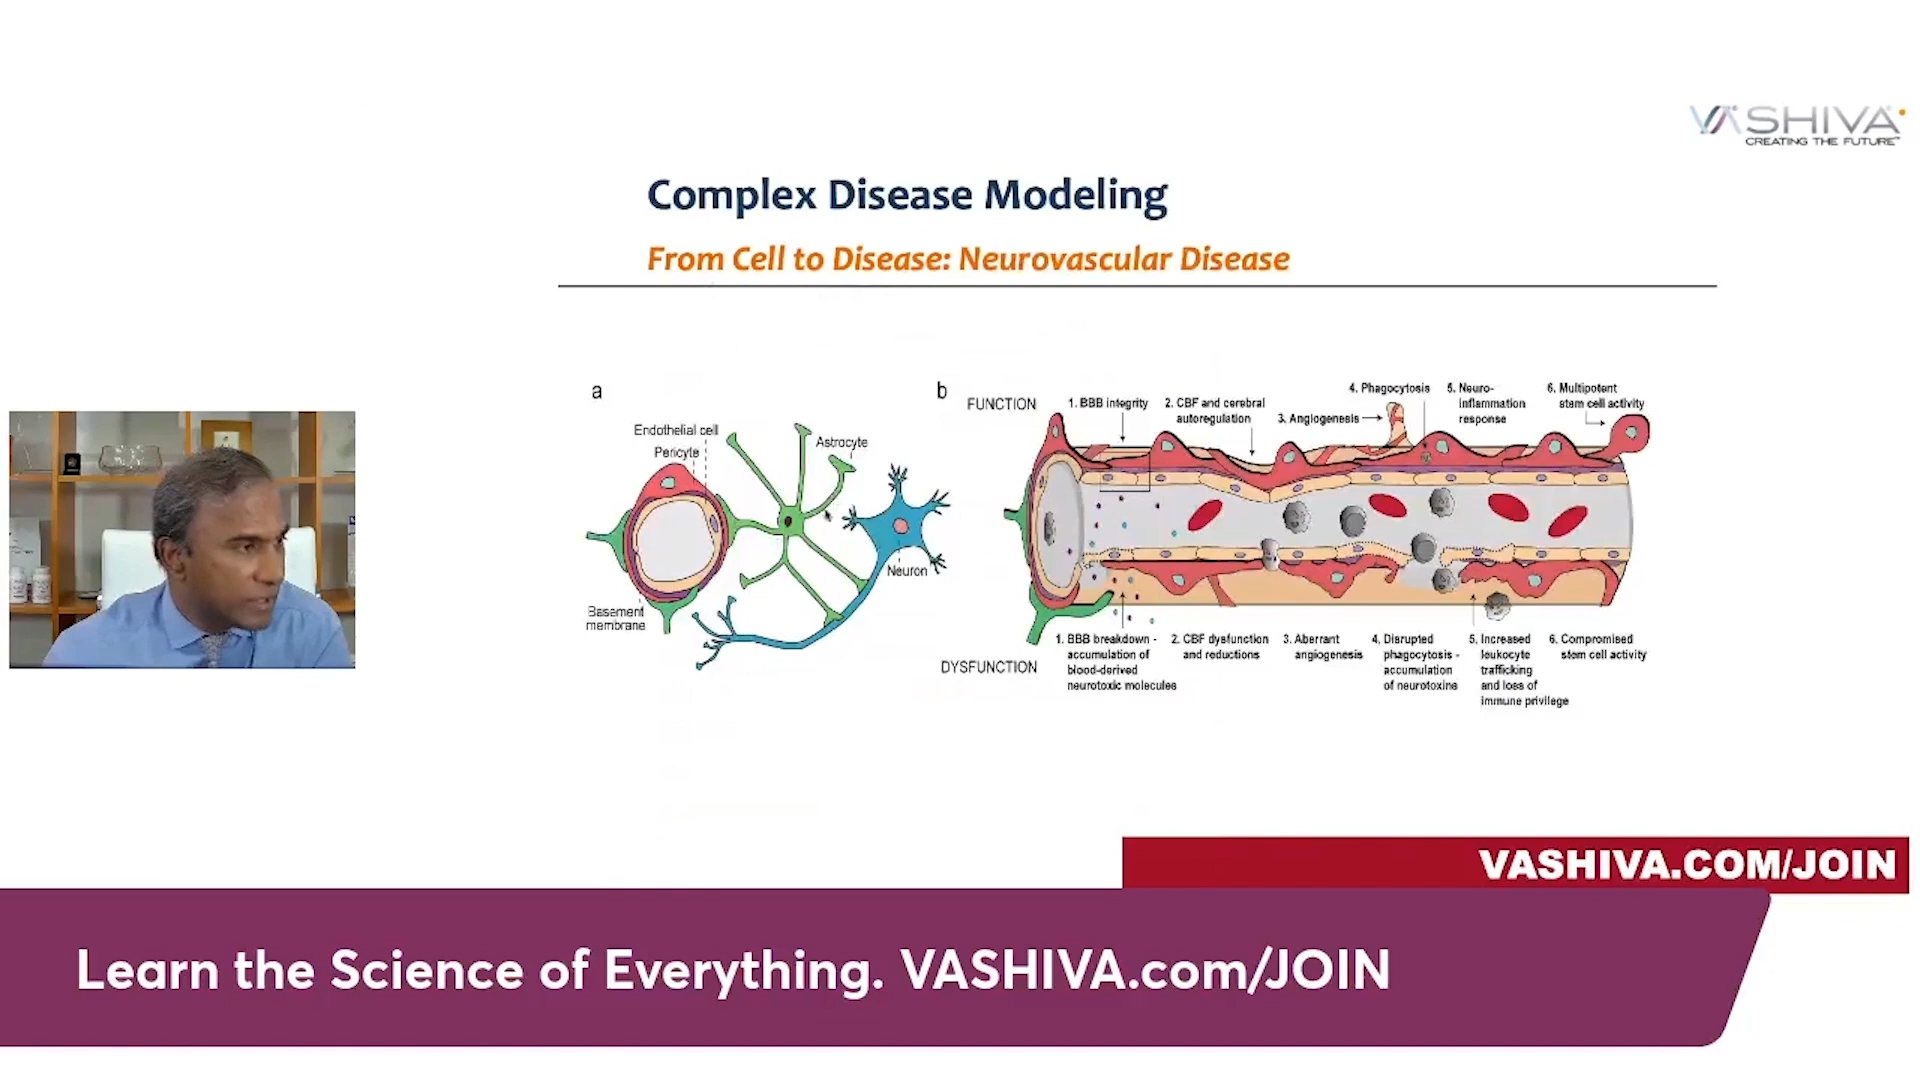 VASHIVA
CREATING THE FUTURE
Complex Disease Modeling
From Cell to Disease: Neurovascular Disease
a
Endothelial cell
Pericyte
Astrocyte
Neuron
Basement
membrane
b
FUNCTION
1. BBB integrity
2. CBF and cerebral
autoregulation
3. Angiogenesis
4. Phagocytosis
5. Neuro-
inflammation
response
6. Multipotent
stem cell activity
DYSFUNCTION
1. BBB breakdown -
accumulation of
blood-derived
neurotoxic molecules
2. CBF dysfunction
and reductions
3. Aberrant
angiogenesis
4. Disrupted
phagocytosis -
accumulation
of neurotoxins
5. Increased
leukocyte
trafficking
and loss of
immune privilege
6. Compromised
stem cell activity
VASHIVA.COM/JOIN
Learn the Science of Everything. VASHIVA.com/JOIN